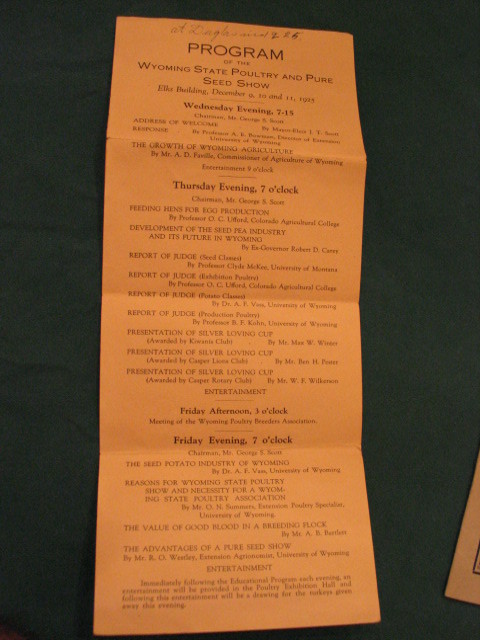 at
PROGRAM
OF THE
WYOMING STATE POULTRY AND PURE
SEED SHOW
Elks Building, December 9, 10 and 11, 1925
Wednesday Evening, 7-15
Chairman, Mr. George S. Scott
ADDRESS OF WELCOME By Mayor-Elect J. T. Scott
RESPONSE By Professor A. E. Bowman, Director of Extension
University of Wyoming
THE GROWTH OF WYOMING AGRICULTURE
By Mr. A. D. Faville, Commissioner of Agriculture of Wyoming
Entertainment 8 o'clock
Thursday Evening, 7 o'clock
Chairman, Mr. George S. Scott
FEEDING HENS FOR EGG PRODUCTION
By Professor O. C. Ufford, Colorado Agricultural College
DEVELOPMENT OF THE SEED PEA INDUSTRY
AND ITS FUTURE IN WYOMING
By Ex-Governor Robert D. Carey
REPORT OF JUDGE (Seed Classes)
By Professor Clyde McKee, University of Montana
REPORT OF JUDGE (Exhibition Poultry)
By Professor O. C. Ufford, Colorado Agricultural College
REPORT OF JUDGE (Potato Classes)
By Dr. A. F. Vass, University of Wyoming
REPORT OF JUDGE (Production Poultry)
By Professor B. F. Kohn, University of Wyoming
PRESENTATION OF SILVER LOVING CUP
(Awarded by Kiwanis Club) By Mr. Max W. Winter
PRESENTATION OF SILVER LOVING CUP
(Awarded by Casper Lions Club) By Mr. Ben H. Pester
PRESENTATION OF SILVER LOVING CUP
(Awarded by Casper Rotary Club) By Mr. W. F. Wilkerson
ENTERTAINMENT
Friday Afternoon, 3 o'clock
Meeting of the Wyoming Poultry Breeders Association.
Friday Evening, 7 o'clock
Chairman, Mr. George S. Scott
THE SEED POTATO INDUSTRY OF WYOMING
By Dr. A. F. Vass, University of Wyoming
REASONS FOR WYOMING STATE POULTRY
SHOW AND NECESSITY FOR A WYOM-
ING STATE POULTRY ASSOCIATION
By Mr. O. N. Summers, Extension Poultry Specialist,
University of Wyoming.
THE VALUE OF GOOD BLOOD IN A BREEDING FLOCK
By Mr. A. B. Bartlett
THE ADVANTAGES OF A PURE SEED SHOW
By Mr. R. O. Westley, Extension Agronomist, University of Wyoming
ENTERTAINMENT
Immediately following the Educational Program each evening, an
entertainment will be provided in the Poultry Exhibition Hall and
following this entertainment will be a drawing for the turkeys given
away this evening.